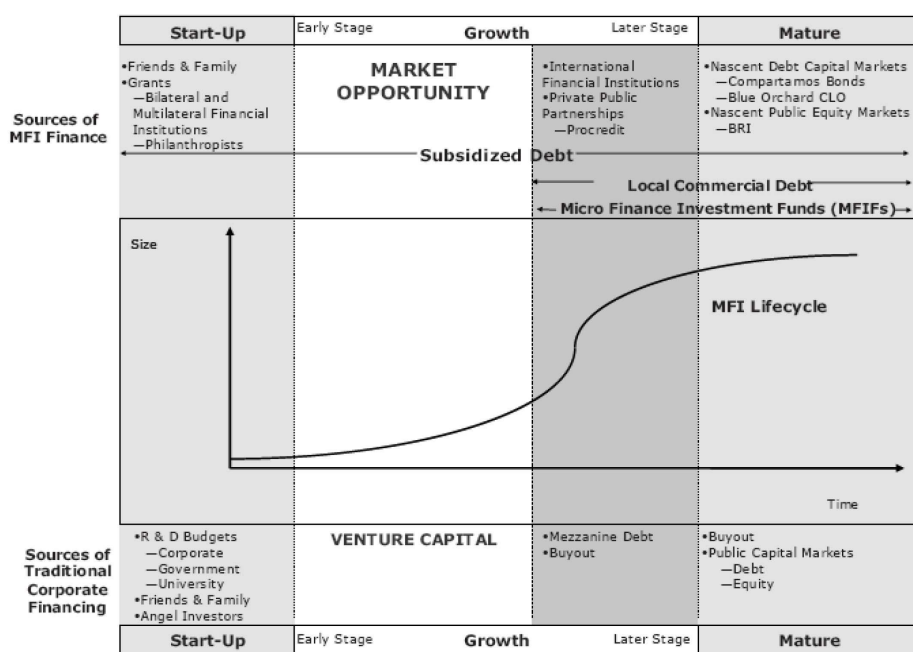 Start-Up
Early Stage
Growth
Later Stage
Mature
Sources of
MFI Finance
•Friends & Family
•Grants
—Bilateral and
Multilateral Financial
Institutions
—Philanthropists
MARKET
OPPORTUNITY
•International
Financial Institutions
•Private Public
Partnerships
—Procredit
•Nascent Debt Capital Markets
—Compartamos Bonds
—Blue Orchard CLO
•Nascent Public Equity Markets
—BRI
Subsidized Debt
Local Commercial Debt
Micro Finance Investment Funds (MFIFs)
Size
MFI Lifecycle
Time
Sources of
Traditional
Corporate
Financing
•R & D Budgets
—Corporate
—Government
—University
•Friends & Family
•Angel Investors
VENTURE CAPITAL
•Mezzanine Debt
•Buyout
•Buyout
•Public Capital Markets
—Debt
—Equity
Start-Up
Early Stage
Growth
Later Stage
Mature